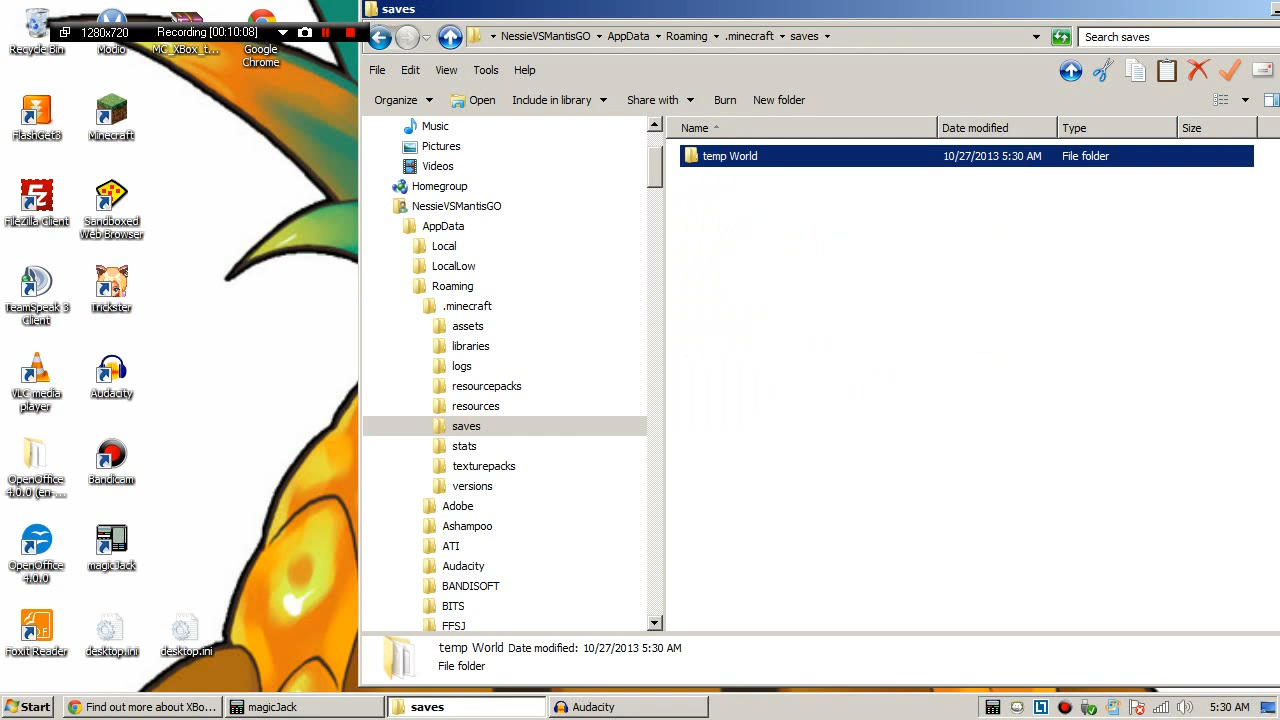 saves
1280x720 Recording [00:10:08]
NessieVSMantisGO AppData Roaming .minecraft saves
Search saves
File Edit View Tools Help
Organize Open Include in library Share with Burn New folder
Recycle Bin
Modio
MC_XBox_t...
Google
Chrome
FlashGet3
Minecraft
FileZilla Client
Sandboxed
Web Browser
TeamSpeak 3
Client
Trickster
VLC media
player
Audacity
OpenOffice
4.0.0 (en-...
Bandicam
OpenOffice
4.0.0
magicJack
Foxit Reader
desktop.ini
desktop.ini
Music
Pictures
Videos
Homegroup
NessieVSMantisGO
AppData
Local
LocalLow
Roaming
.minecraft
assets
libraries
logs
resourcepacks
resources
saves
stats
texturepacks
versions
Adobe
Ashampoo
ATI
Audacity
BANDISOFT
BITS
FFSJ
Name Date modified Type Size
temp World 10/27/2013 5:30 AM File folder
temp World Date modified: 10/27/2013 5:30 AM
File folder
Start Find out more about XBo... magicJack saves Audacity 5:30 AM